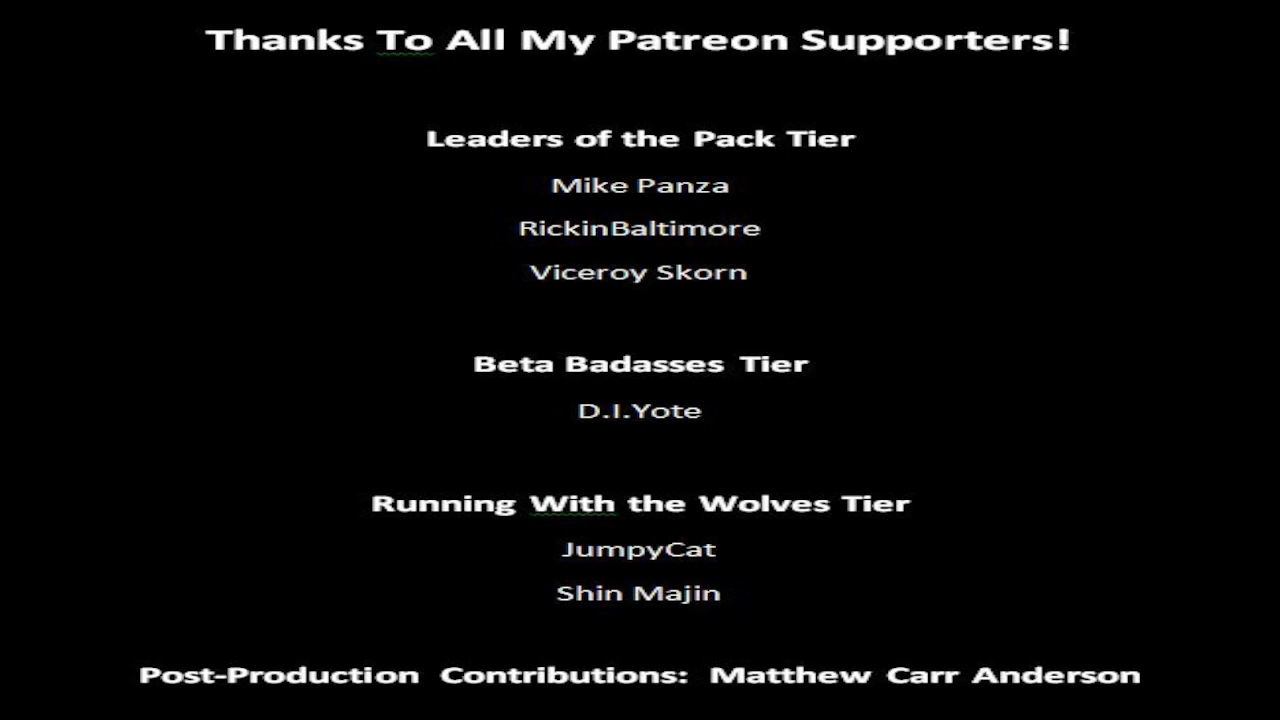 Thanks To All My Patreon Supporters!
Leaders of the Pack Tier
Mike Panza
RickinBaltimore
Viceroy Skorn
Beta Badasses Tier
D.I.Yote
Running With the Wolves Tier
JumpyCat
Shin Majin
Post-Production Contributions: Matthew Carr Anderson